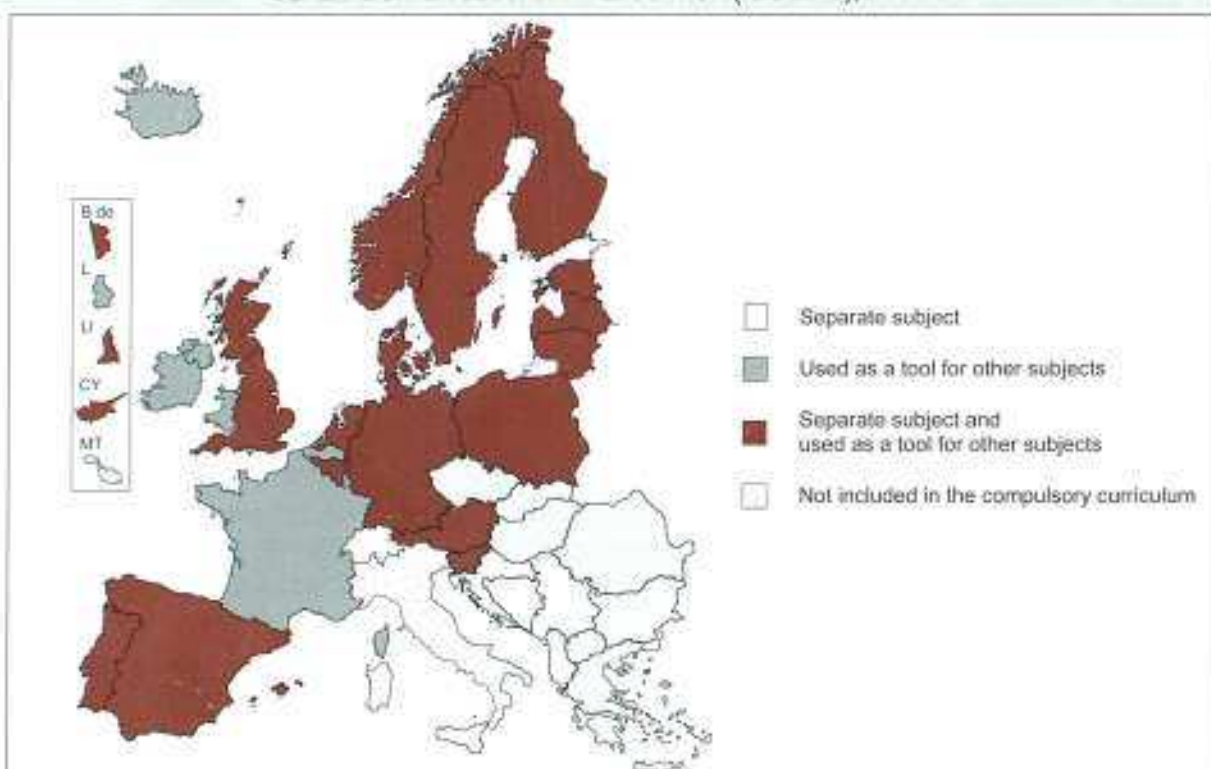 B de
L
LI
CY
MT
Separate subject
Used as a tool for other subjects
Separate subject and
used as a tool for other subjects
Not included in the compulsory curriculum